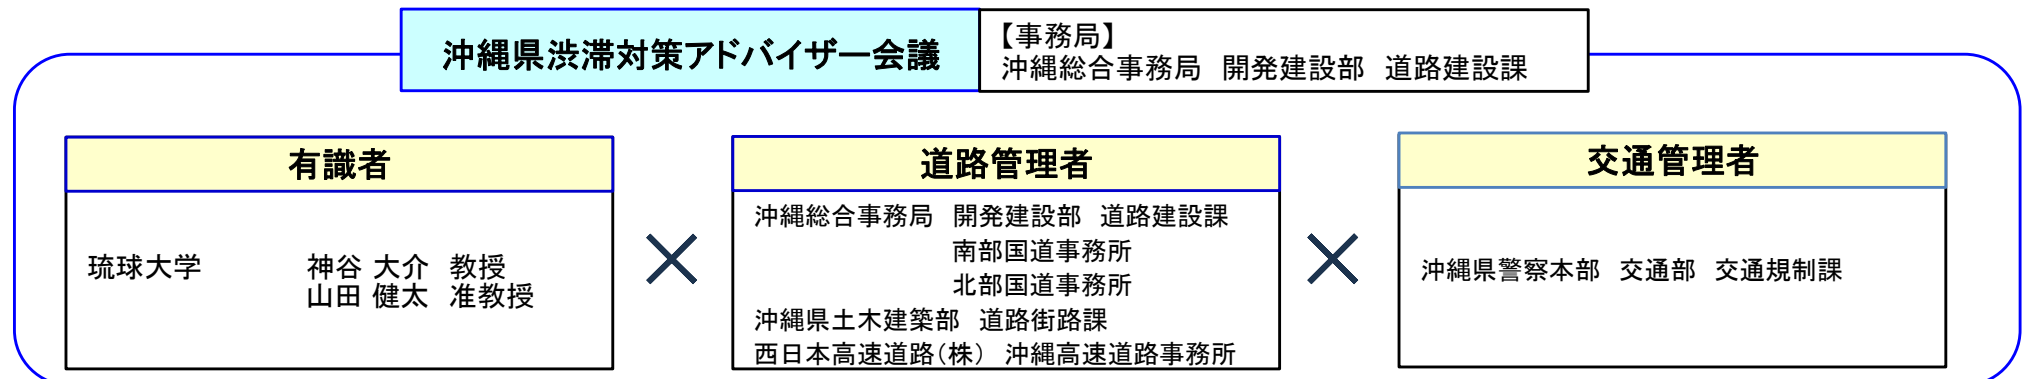 沖縄県渋滞対策アドバイザー会議
【事務局】
沖縄総合事務局　開発建設部　道路建設課
有識者
琉球大学　神谷 大介　教授
山田 健太　准教授
道路管理者
沖縄総合事務局　開発建設部　道路建設課
南部国道事務所
北部国道事務所
沖縄県土木建築部　道路街路課
西日本高速道路（株）　沖縄高速道路事務所
交通管理者
沖縄県警察本部　交通部　交通規制課